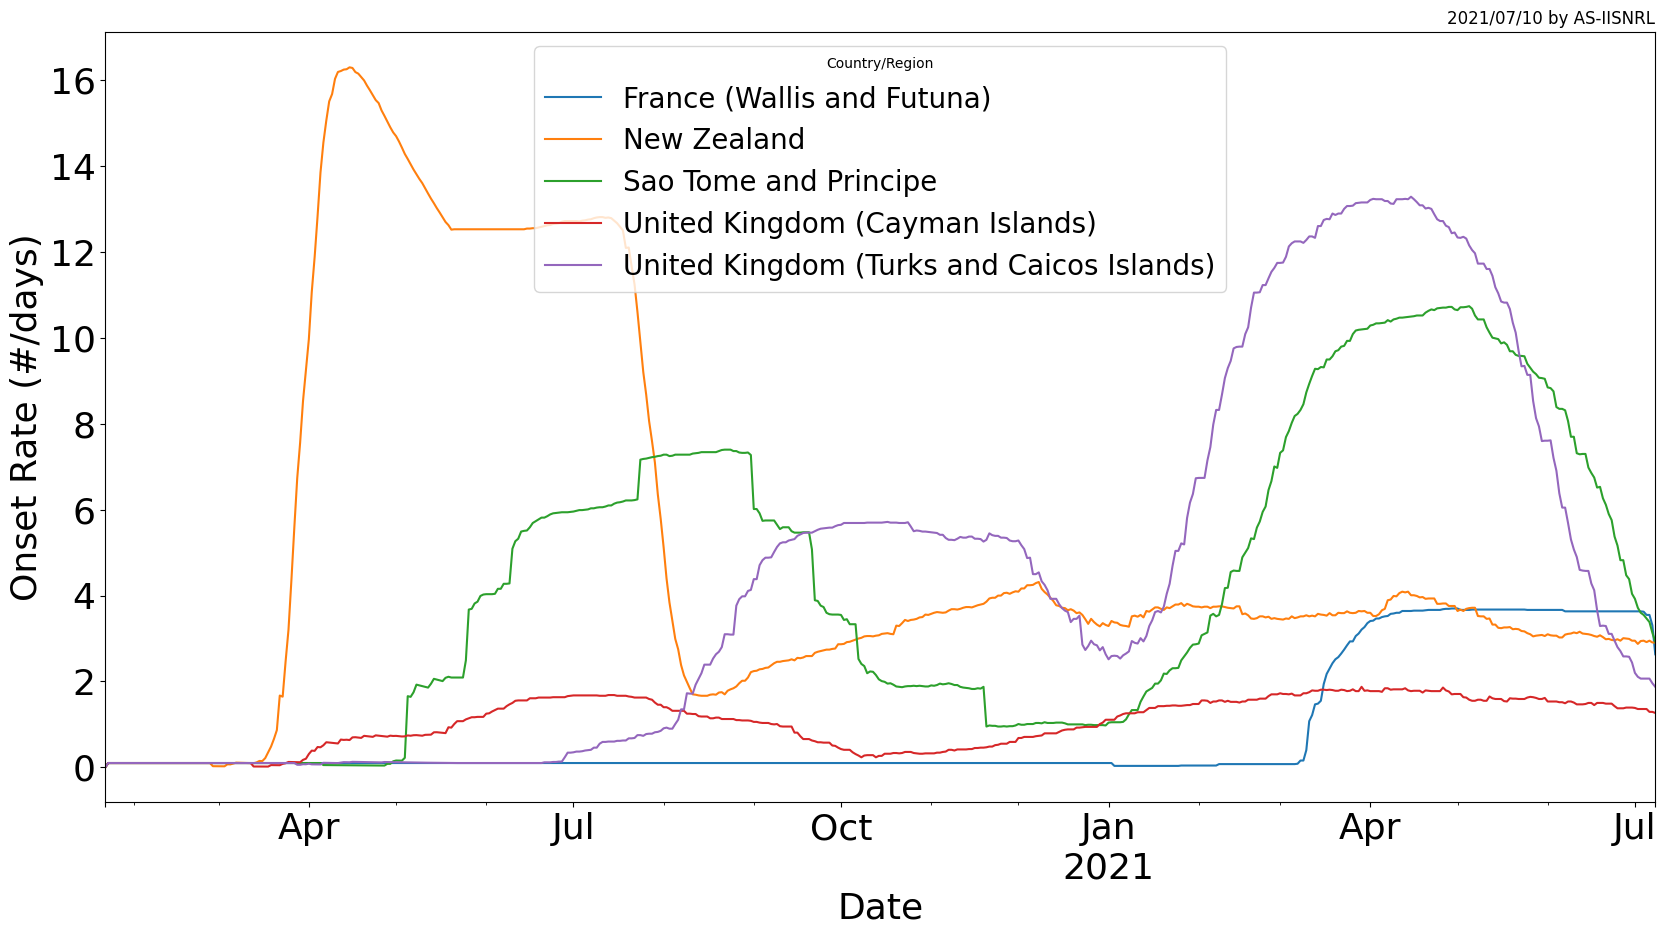 2021/07/10 by AS-IISNRL
Country/Region
France (Wallis and Futuna)
New Zealand
Sao Tome and Principe
United Kingdom (Cayman Islands)
United Kingdom (Turks and Caicos Islands)
Onset Rate (#/days)
16
14
12
10
8
6
4
2
0
Apr Jul Oct Jan Apr Jul
2021
Date